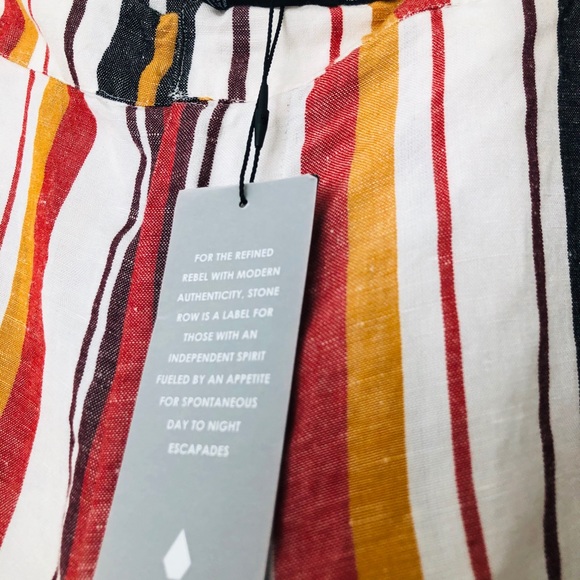 FOR THE REFINED
REBEL WITH MODERN
AUTHENTICITY, STONE
ROW IS A LABEL FOR
THOSE WITH AN
INDEPENDENT SPIRIT
FUELED BY AN APPETITE
FOR SPONTANEOUS
DAY TO NIGHT
ESCAPADES